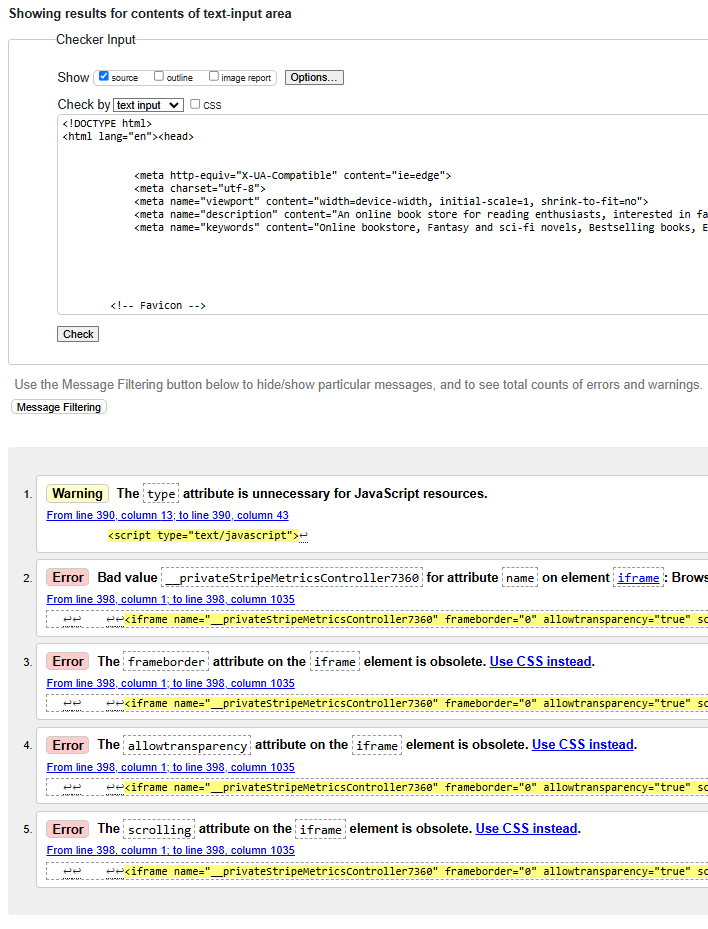 Showing results for contents of text-input area
Checker Input
Show source outline image report Options...
Check by text input CSS
<!DOCTYPE html>
<html lang="en"><head>
<meta http-equiv="X-UA-Compatible" content="ie=edge">
<meta charset="utf-8">
<meta name="viewport" content="width=device-width, initial-scale=1, shrink-to-fit=no">
<meta name="description" content="An online book store for reading enthusiasts, interested in fa
<meta name="keywords" content="Online bookstore, Fantasy and sci-fi novels, Bestselling books, E
<!-- Favicon -->
Check
Use the Message Filtering button below to hide/show particular messages, and to see total counts of errors and warnings.
Message Filtering
1. Warning The type attribute is unnecessary for JavaScript resources.
From line 390, column 13; to line 390, column 43
<script type="text/javascript">↩
2. Error Bad value __privateStripeMetricsController7360 for attribute name on element iframe: Brows
From line 398, column 1; to line 398, column 1035
↩↩ ↩↩<iframe name="__privateStripeMetricsController7360" frameborder="0" allowtransparency="true" sc
3. Error The frameborder attribute on the iframe element is obsolete. Use CSS instead.
From line 398, column 1; to line 398, column 1035
↩↩ ↩↩<iframe name="__privateStripeMetricsController7360" frameborder="0" allowtransparency="true" sc
4. Error The allowtransparency attribute on the iframe element is obsolete. Use CSS instead.
From line 398, column 1; to line 398, column 1035
↩↩ ↩↩<iframe name="__privateStripeMetricsController7360" frameborder="0" allowtransparency="true" sc
5. Error The scrolling attribute on the iframe element is obsolete. Use CSS instead.
From line 398, column 1; to line 398, column 1035
↩↩ ↩↩<iframe name="__privateStripeMetricsController7360" frameborder="0" allowtransparency="true" sc